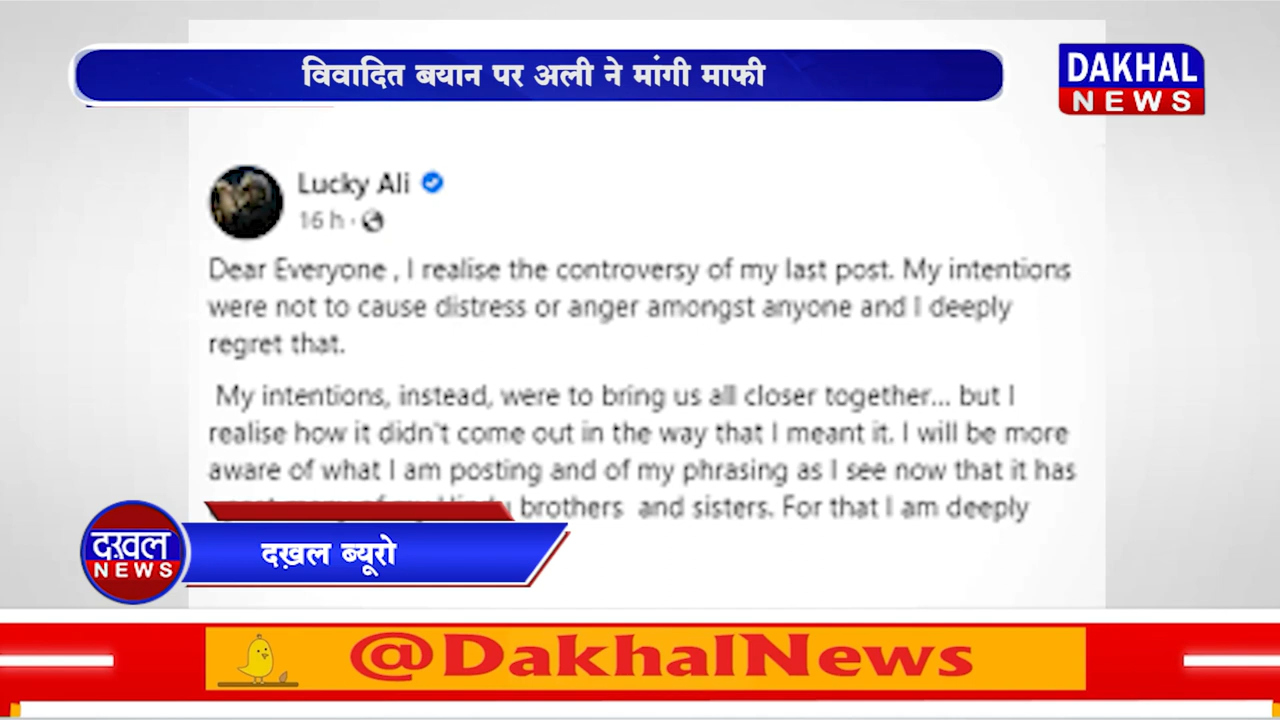 विवादित बयान पर अली ने मांगी माफी
DAKHAL
NEWS
Lucky Ali
16 h ·
Dear Everyone , I realise the controversy of my last post. My intentions
were not to cause distress or anger amongst anyone and I deeply
regret that.
My intentions, instead, were to bring us all closer together... but I
realise how it didn't come out in the way that I meant it. I will be more
aware of what I am posting and of my phrasing as I see now that it has
brothers and sisters. For that I am deeply
दख़ल
NEWS
दख़ल ब्यूरो
@DakhalNews